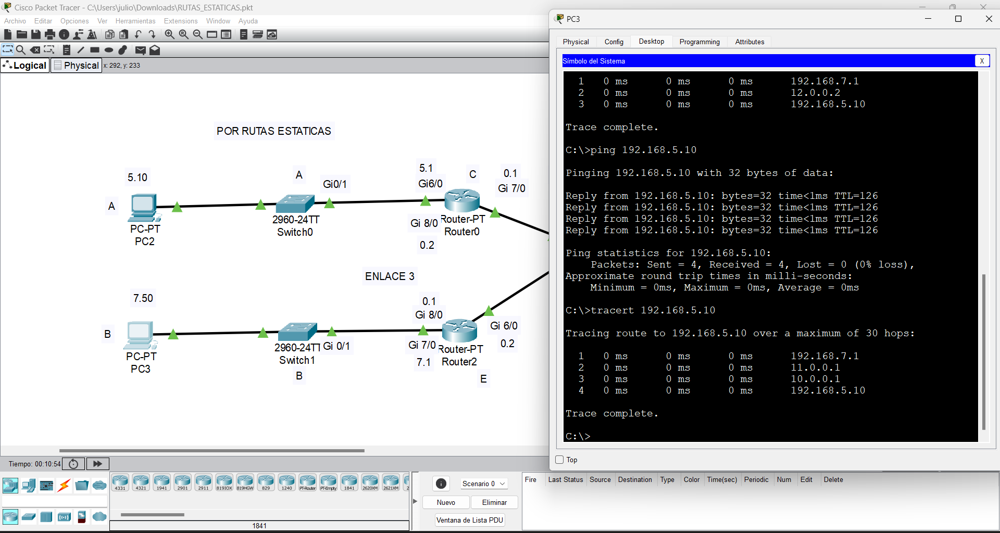 Cisco Packet Tracer - C:\Users\julio\Downloads\RUTAS_ESTATICAS.pkt
Archivo Editar Opciones Ver Herramientas Extensions Window Ayuda
Logical Physical x: 292, y: 233
POR RUTAS ESTATICAS
5.10
A
Gi0/1
5.1
Gi6/0
C
0.1
Gi 7/0
A
PC-PT
PC2
2960-24TT
Switch0
Gi 8/0
Router-PT
Router0
0.2
ENLACE 3
7.50
0.1
Gi 8/0
B
PC-PT
PC3
2960-24TT
Switch1
Gi 0/1
B
Gi 7/0
7.1
Router-PT
Router2
Gi 6/0
0.2
E
PC3
Physical Config Desktop Programming Attributes
Símbolo del Sistema X
1 0 ms 0 ms 0 ms 192.168.7.1
2 0 ms 0 ms 0 ms 12.0.0.2
3 0 ms 0 ms 0 ms 192.168.5.10
Trace complete.
C:\>ping 192.168.5.10
Pinging 192.168.5.10 with 32 bytes of data:
Reply from 192.168.5.10: bytes=32 time<1ms TTL=126
Reply from 192.168.5.10: bytes=32 time<1ms TTL=126
Reply from 192.168.5.10: bytes=32 time<1ms TTL=126
Reply from 192.168.5.10: bytes=32 time<1ms TTL=126
Ping statistics for 192.168.5.10:
Packets: Sent = 4, Received = 4, Lost = 0 (0% loss),
Approximate round trip times in milli-seconds:
Minimum = 0ms, Maximum = 0ms, Average = 0ms
C:\>tracert 192.168.5.10
Tracing route to 192.168.5.10 over a maximum of 30 hops:
1 0 ms 0 ms 0 ms 192.168.7.1
2 0 ms 0 ms 0 ms 11.0.0.1
3 0 ms 0 ms 0 ms 10.0.0.1
4 0 ms 0 ms 0 ms 192.168.5.10
Trace complete.
C:\>
Top
Tiempo: 00:10:54
4331 4321 1941 2901 2911 819IOX 819HGW 829 1240 PT-Router PT-Empty 1841 2620XM 2621XM 2
1841
Scenario 0
Nuevo Eliminar
Ventana de Lista PDU
Fire Last Status Source Destination Type Color Time(sec) Periodic Num Edit Delete